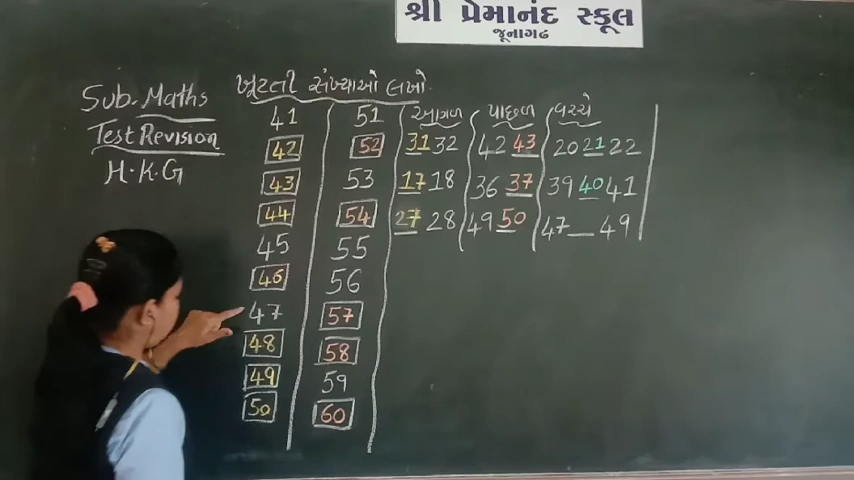 શ્રી પ્રેમાનંદ સ્કૂલ
જૂનાગઢ
Sub. Maths
Test Revision
H.K.G
ખૂટતી સંખ્યાઓ લખો.
41
42
43
44
45
46
47
48
49
50
51
52
53
54
55
56
57
58
59
60
આગળ
31 32
17 18
27 28
પાછળ
42 43
36 37
49 50
વચ્ચે
20 21 22
39 40 41
47 __ 49